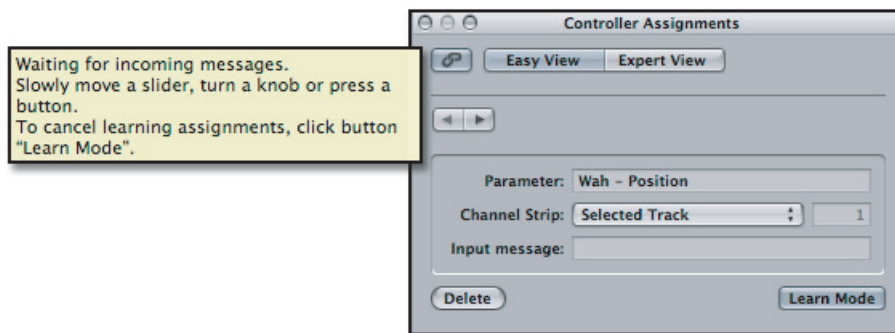 Controller Assignments
Waiting for incoming messages.
Slowly move a slider, turn a knob or press a
button.
To cancel learning assignments, click button
“Learn Mode”.
Easy View Expert View
Parameter: Wah – Position
Channel Strip: Selected Track 1
Input message:
Delete Learn Mode